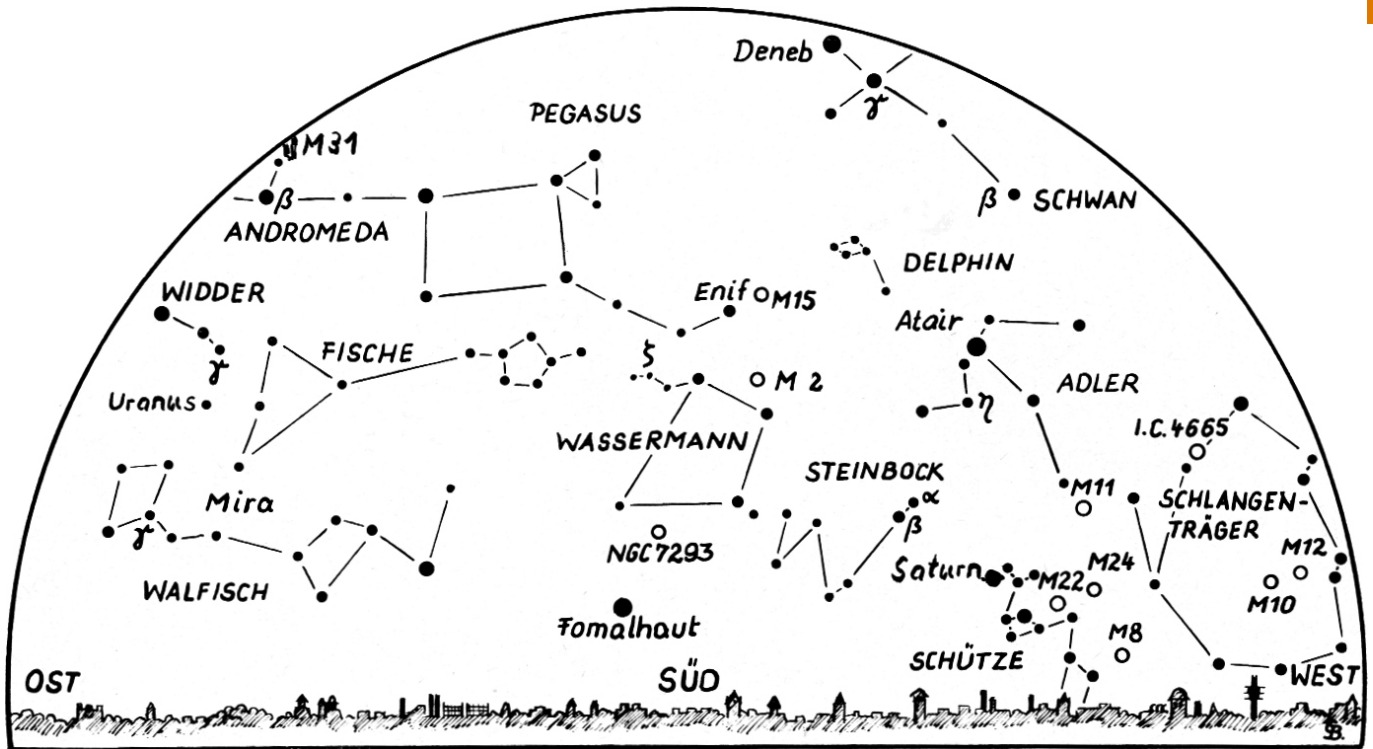 Deneb
γ
β SCHWAN
PEGASUS
M31
β
ANDROMEDA
DELPHIN
WIDDER
γ
Enif M15
Atair
FISCHE
ζ
M 2
ADLER
η
Uranus
I.C.4665
WASSERMANN
STEINBOCK
α
β
M11
SCHLANGEN-
TRÄGER
Mira
γ
NGC7293
M12
M10
Saturn
M22
M24
WALFISCH
Fomalhaut
M8
SCHÜTZE
OST
SÜD
WEST